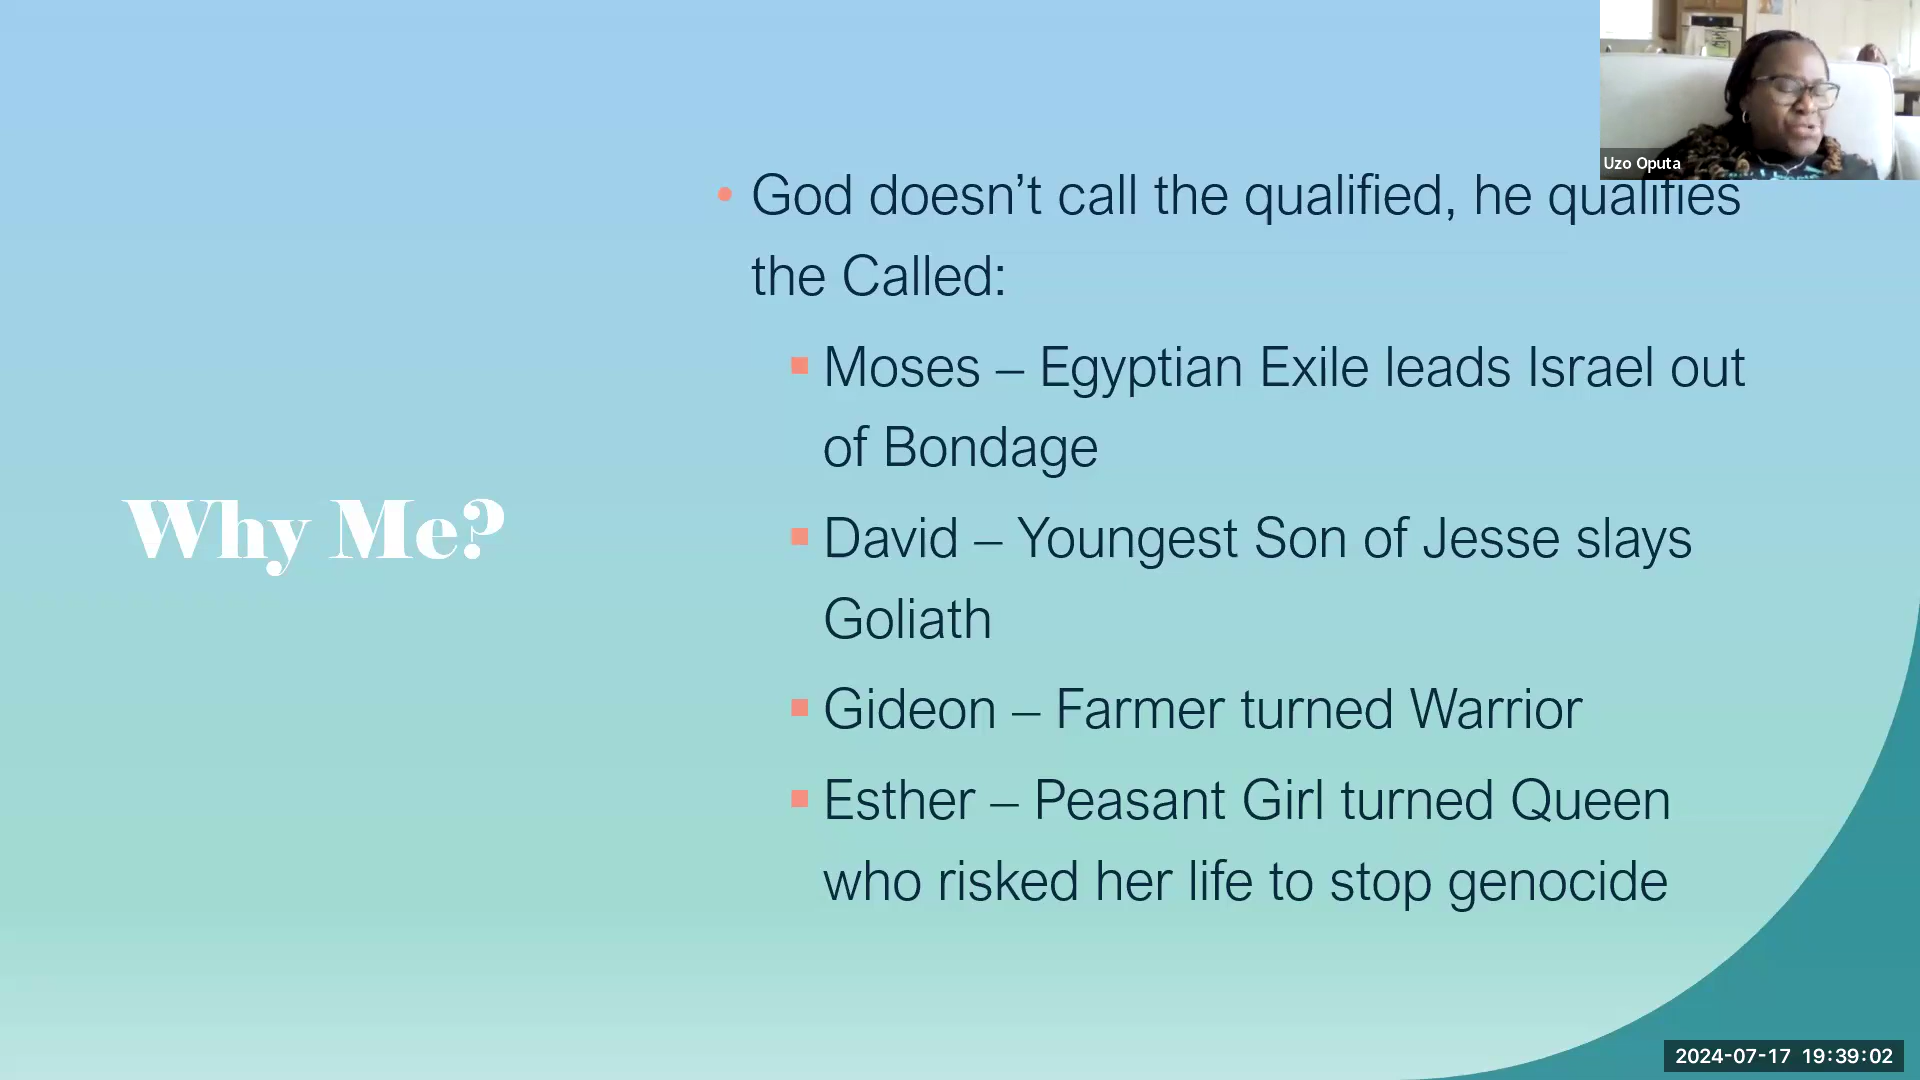 Uzo Oputa
God doesn’t call the qualified, he qualifies
the Called:
Moses – Egyptian Exile leads Israel out
of Bondage
Why Me?
David – Youngest Son of Jesse slays
Goliath
Gideon – Farmer turned Warrior
Esther – Peasant Girl turned Queen
who risked her life to stop genocide
2024-07-17 19:39:02